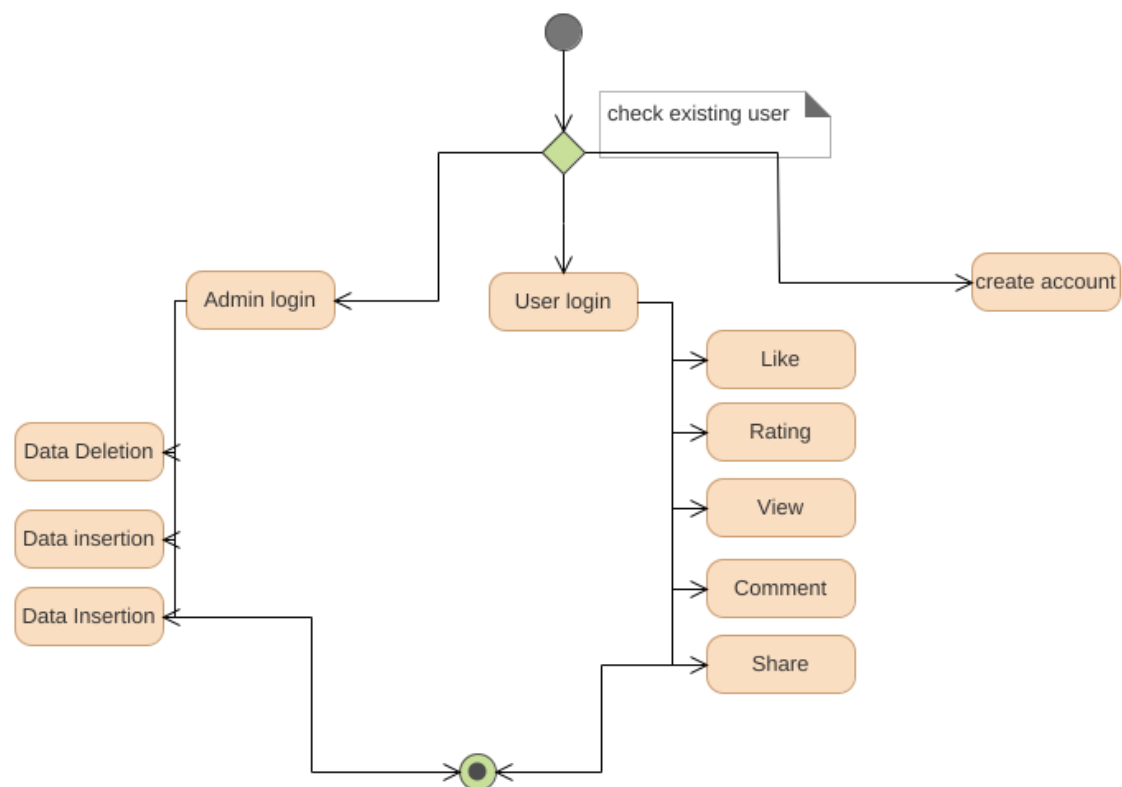 check existing user
create account
Admin login
User login
Like
Rating
Data Deletion
View
Data insertion
Comment
Data Insertion
Share